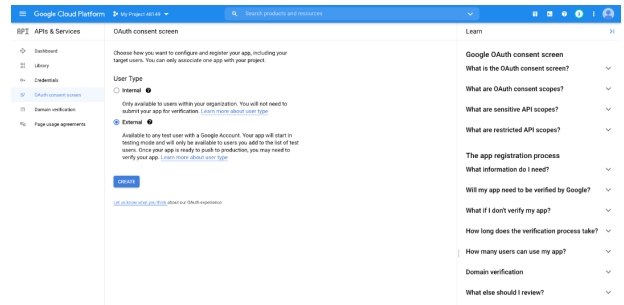 Google Cloud Platform
My Project 48149
Search products and resources
API APIs & Services
OAuth consent screen
Learn
Dashboard
Library
Credentials
OAuth consent screen
Domain verification
Page usage agreements
Choose how you want to configure and register your app, including your
target users. You can only associate one app with your project.
User Type
Internal
Only available to users within your organization. You will not need to
submit your app for verification. Learn more about user type
External
Available to any test user with a Google Account. Your app will start in
testing mode and will only be available to users you add to the list of test
users. Once your app is ready to push to production, you may need to
verify your app. Learn more about user type
CREATE
Let us know what you think about our OAuth experience
Google OAuth consent screen
What is the OAuth consent screen?
What are OAuth consent scopes?
What are sensitive API scopes?
What are restricted API scopes?
The app registration process
What information do I need?
Will my app need to be verified by Google?
What if I don't verify my app?
How long does the verification process take?
How many users can use my app?
Domain verification
What else should I review?